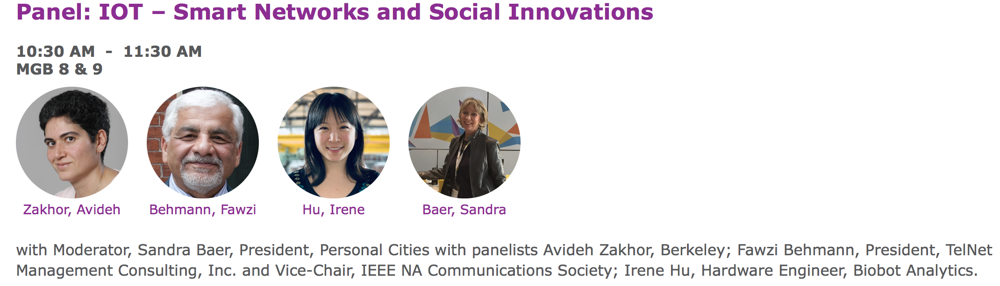 Panel: IOT – Smart Networks and Social Innovations
10:30 AM - 11:30 AM
MGB 8 & 9
Zakhor, Avideh
Behmann, Fawzi
Hu, Irene
Baer, Sandra
with Moderator, Sandra Baer, President, Personal Cities with panelists Avideh Zakhor, Berkeley; Fawzi Behmann, President, TelNet
Management Consulting, Inc. and Vice-Chair, IEEE NA Communications Society; Irene Hu, Hardware Engineer, Biobot Analytics.